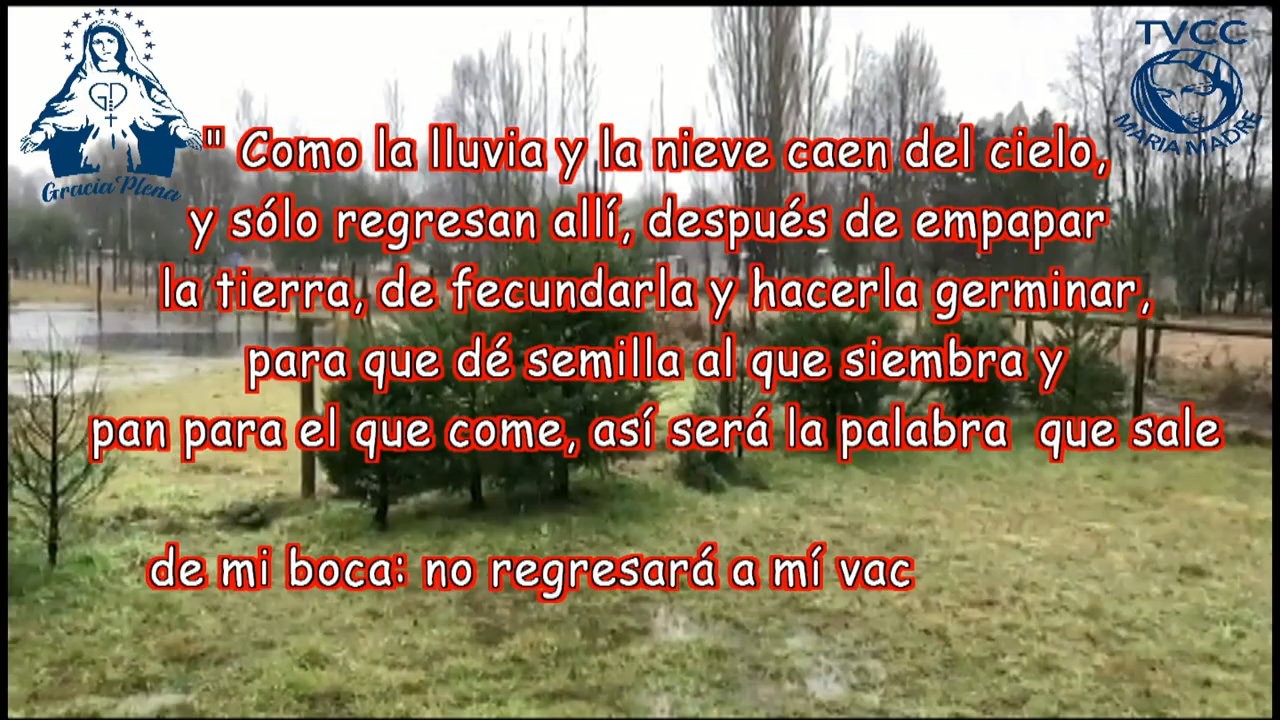 TVCC
MARIA MADRE
Gracia Plena
" Como la lluvia y la nieve caen del cielo,
y sólo regresan allí, después de empapar
la tierra, de fecundarla y hacerla germinar,
para que dé semilla al que siembra y
pan para el que come, así será la palabra que sale
de mi boca: no regresará a mí vac